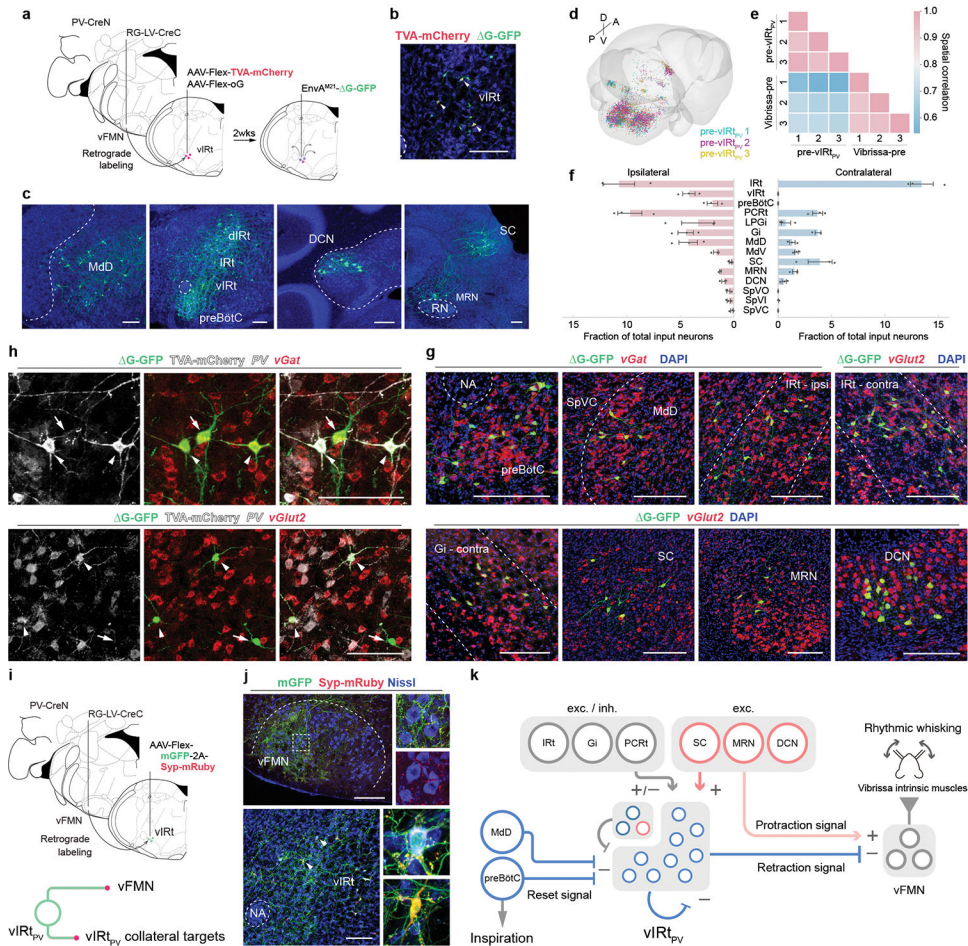 a
PV-CreN
RG-LV-CreC
AAV-Flex-TVA-mCherry
AAV-Flex-oG
EnvA^M21-ΔG-GFP
vFMN
Retrograde
labeling
vIRt
2wks
b
TVA-mCherry ΔG-GFP
vIRt
c
MdD
dIRt
IRt
vIRt
preBötC
DCN
SC
MRN
RN
d
D
A
P
V
pre-vIRt_PV 1
pre-vIRt_PV 2
pre-vIRt_PV 3
e
pre-vIRt_PV
Vibrissa-pre
1
2
3
1
2
3
1 2 3 1 2 3
pre-vIRt_PV Vibrissa-pre
1.0
0.9
0.8
0.7
0.6
Spatial correlation
f
Ipsilateral Contralateral
IRt
vIRt
preBötC
PCRt
LPGi
Gi
MdD
MdV
SC
MRN
DCN
SpVO
SpVI
SpVC
15 10 5 0 0 5 10 15
Fraction of total input neurons Fraction of total input neurons
h
ΔG-GFP TVA-mCherry PV vGat
ΔG-GFP TVA-mCherry PV vGlut2
g
ΔG-GFP vGat DAPI
ΔG-GFP vGlut2 DAPI
NA
preBötC
SpVC
MdD
IRt - ipsi
IRt - contra
ΔG-GFP vGlut2 DAPI
Gi - contra
SC
MRN
DCN
i
PV-CreN
RG-LV-CreC
AAV-Flex-
mGFP-2A-
Syp-mRuby
vFMN
vIRt
Retrograde
labeling
vFMN
vIRt_PV
vIRt_PV collateral targets
j
mGFP Syp-mRuby Nissl
vFMN
vIRt
NA
k
exc. / inh.
exc.
IRt
Gi
PCRt
SC
MRN
DCN
+/−
+
Rhythmic whisking
Vibrissa intrinsic muscles
MdD
preBötC
Protraction signal
+
−
Retraction signal
−
Reset signal
−
vFMN
Inspiration
vIRt_PV